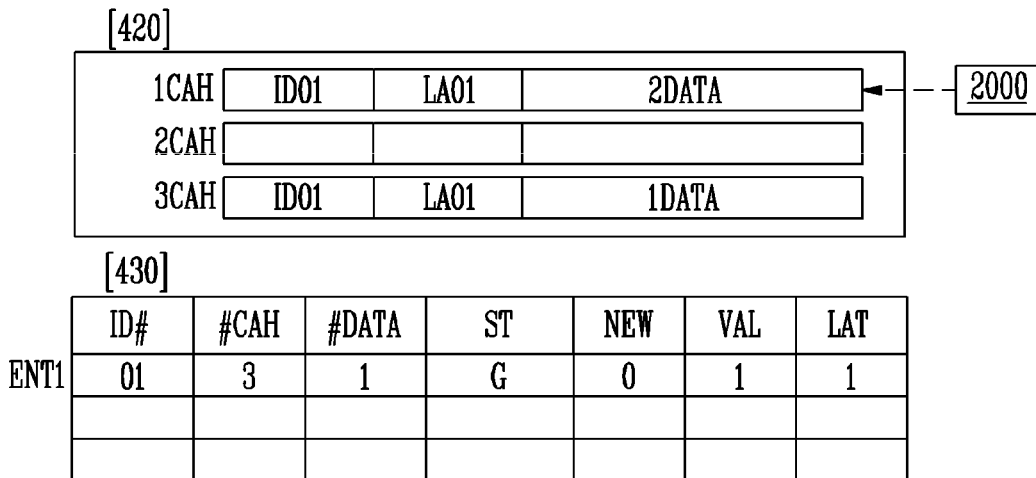 [420]
1CAH ID01 LA01 2DATA 2000
2CAH
3CAH ID01 LA01 1DATA
[430]
ID# #CAH #DATA ST NEW VAL LAT
ENT1 01 3 1 G 0 1 1